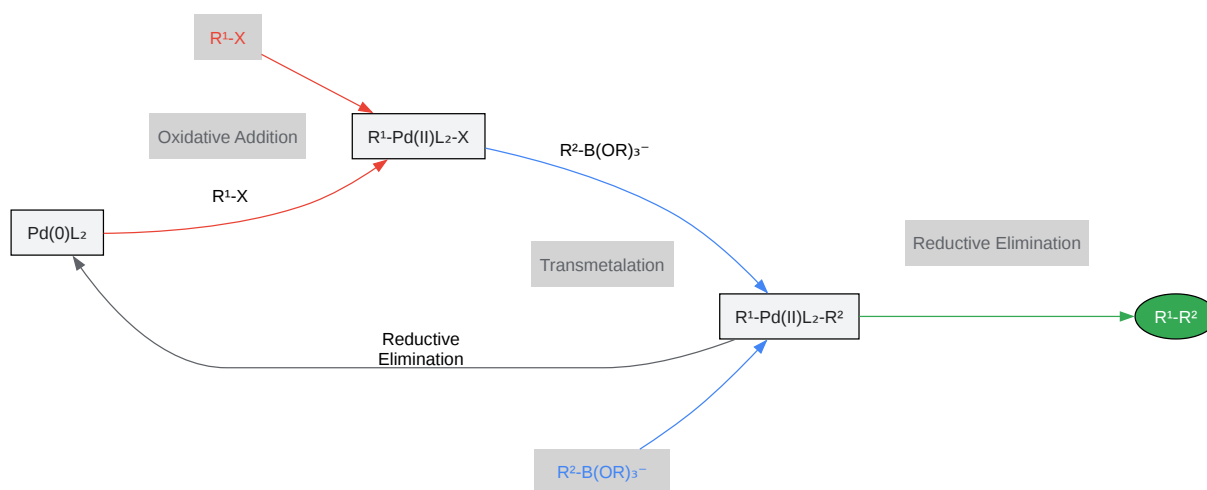 R¹-X
Oxidative Addition
R¹-Pd(II)L₂-X
R²-B(OR)₃⁻
R¹-X
Pd(0)L₂
Transmetalation
Reductive Elimination
R¹-Pd(II)L₂-R²
R¹-R²
Reductive
Elimination
R²-B(OR)₃⁻